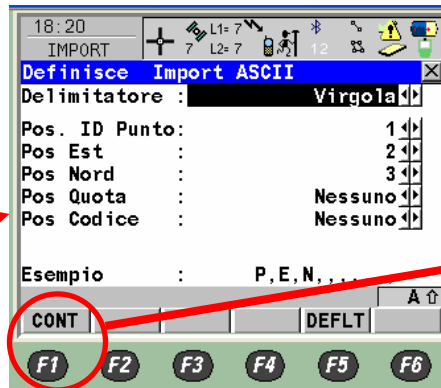 18:20
IMPORT
7 L1= 7
L2= 7
12
Definisce Import ASCII
Delimitatore : Virgola
Pos. ID Punto: 1
Pos Est : 2
Pos Nord : 3
Pos Quota : Nessuno
Pos Codice : Nessuno
Esempio : P,E,N,,,
A
CONT DEFLT
F1 F2 F3 F4 F5 F6